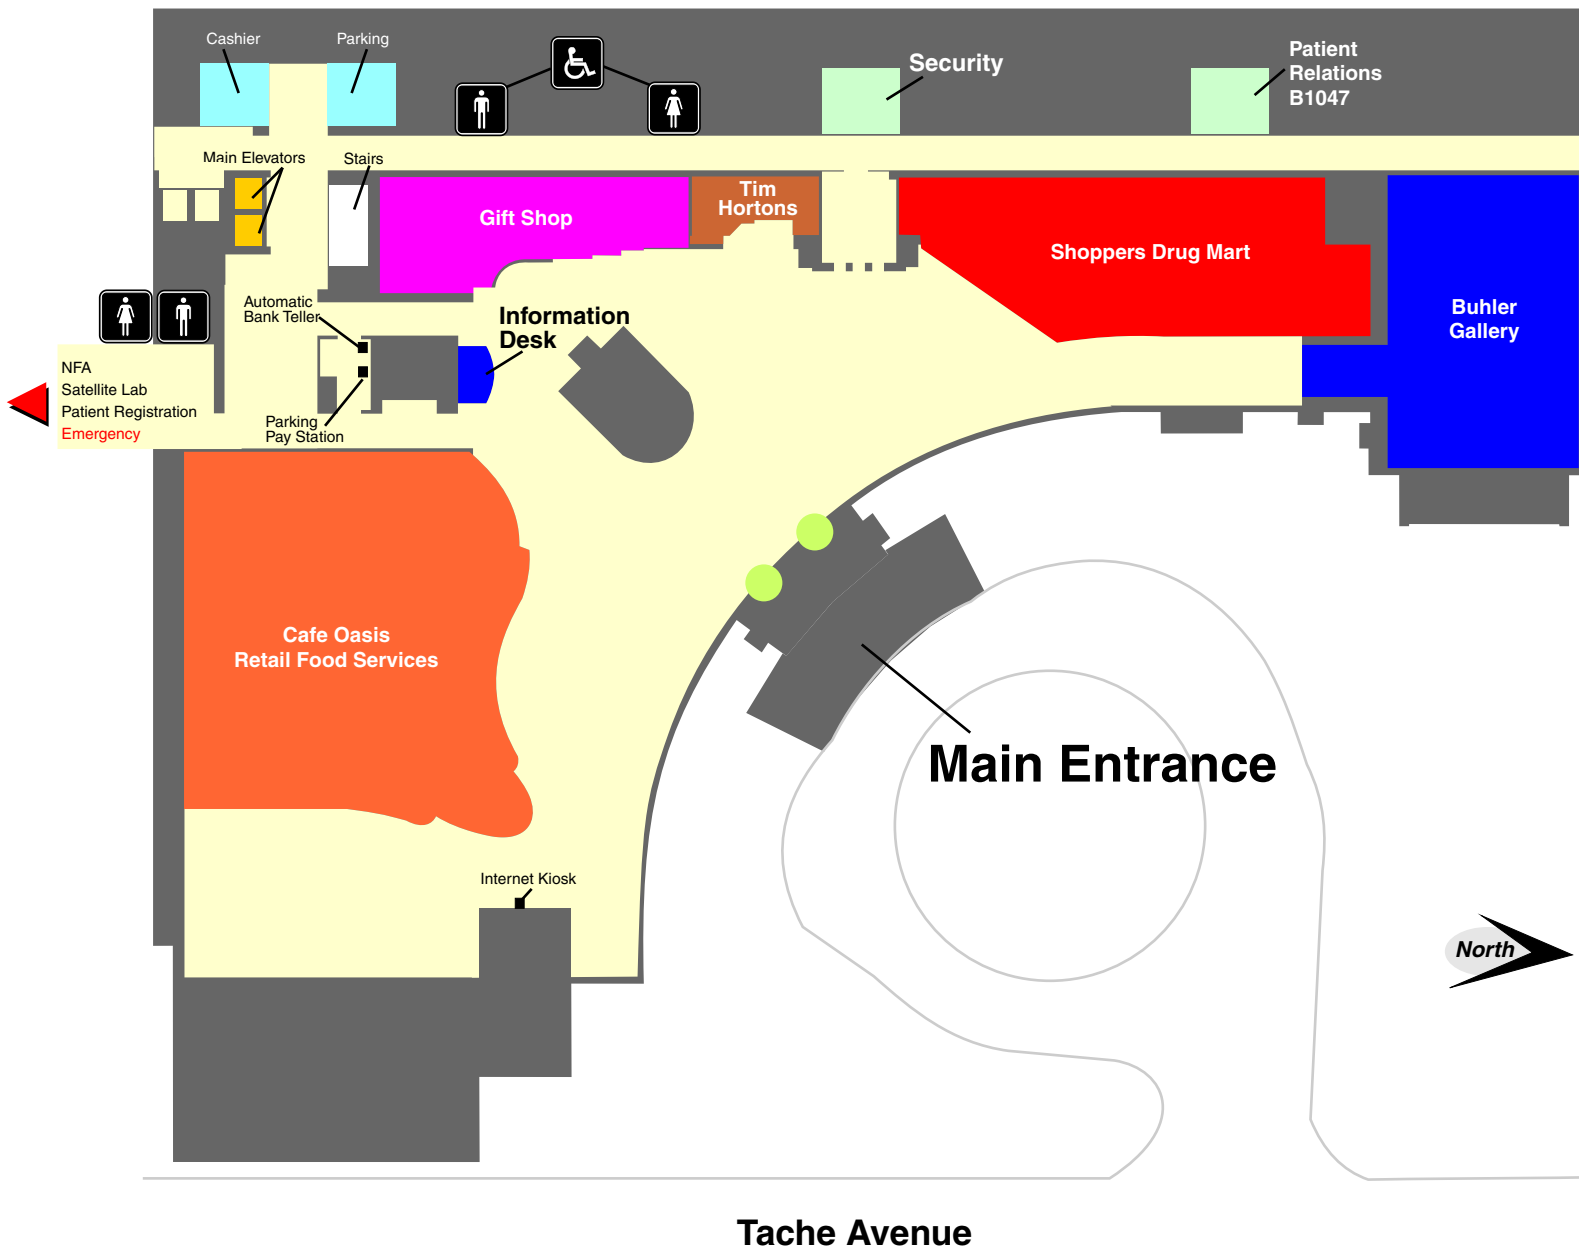 Cashier
Parking
Security
Patient
Relations
B1047
Main Elevators
Stairs
Gift Shop
Tim
Hortons
Shoppers Drug Mart
Buhler
Gallery
Automatic
Bank Teller
Information
Desk
NFA
Satellite Lab
Patient Registration
Emergency
Parking
Pay Station
Cafe Oasis
Retail Food Services
Main Entrance
Internet Kiosk
North
Tache Avenue